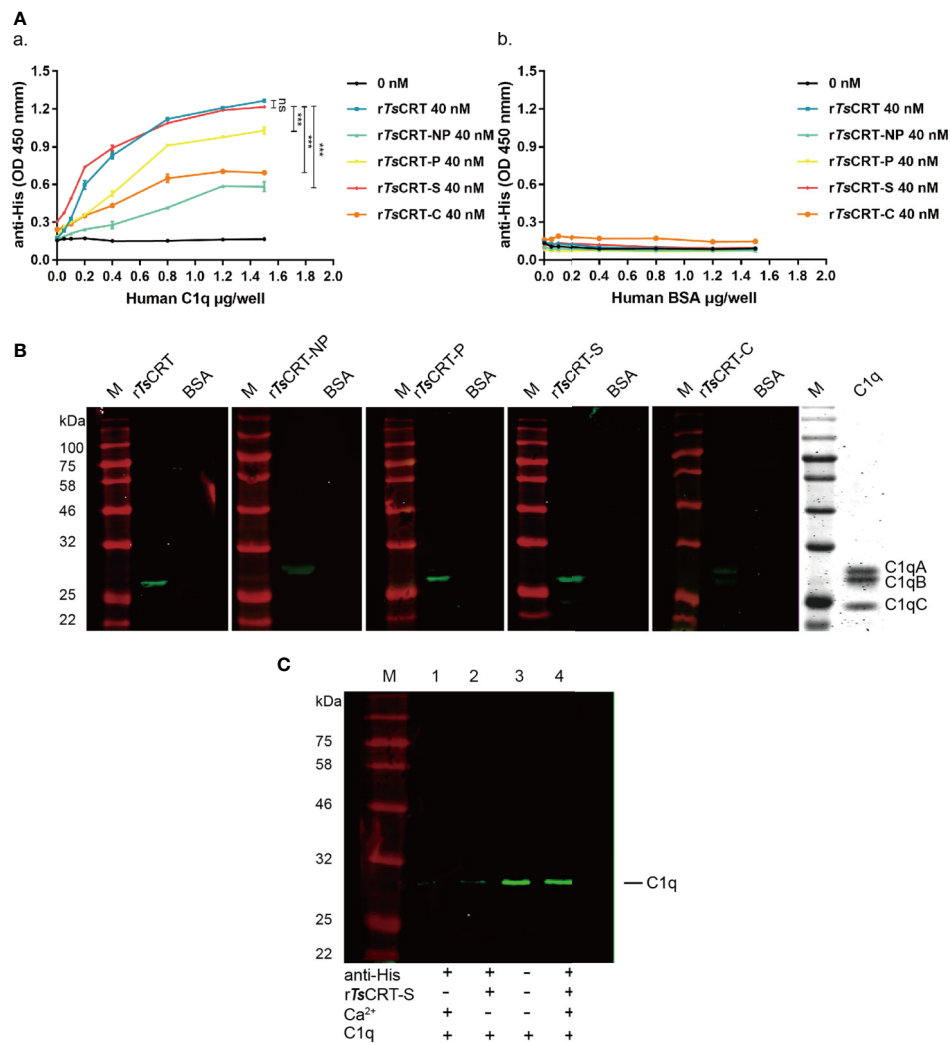 A
a.
b.
1.5
1.2
0.9
0.6
0.3
0.0
anti-His (OD 450 nmm)
0.0 0.2 0.4 0.6 0.8 1.0 1.2 1.4 1.6 1.8 2.0
Human C1q µg/well
ns
***
***
***
0 nM
rTsCRT 40 nM
rTsCRT-NP 40 nM
rTsCRT-P 40 nM
rTsCRT-S 40 nM
rTsCRT-C 40 nM
1.5
1.2
0.9
0.6
0.3
0.0
anti-His (OD 450 nmm)
0.0 0.2 0.4 0.6 0.8 1.0 1.2 1.4 1.6 1.8 2.0
Human BSA µg/well
0 nM
rTsCRT 40 nM
rTsCRT-NP 40 nM
rTsCRT-P 40 nM
rTsCRT-S 40 nM
rTsCRT-C 40 nM
B
M rTsCRT BSA M rTsCRT-NP BSA M rTsCRT-P BSA M rTsCRT-S BSA M rTsCRT-C BSA M C1q
kDa
100
75
58
46
32
25
22
C1qA
C1qB
C1qC
C
M 1 2 3 4
kDa
75
58
46
32
25
22
C1q
anti-His + + - +
rTsCRT-S - + - +
Ca2+ + - - +
C1q + + + +